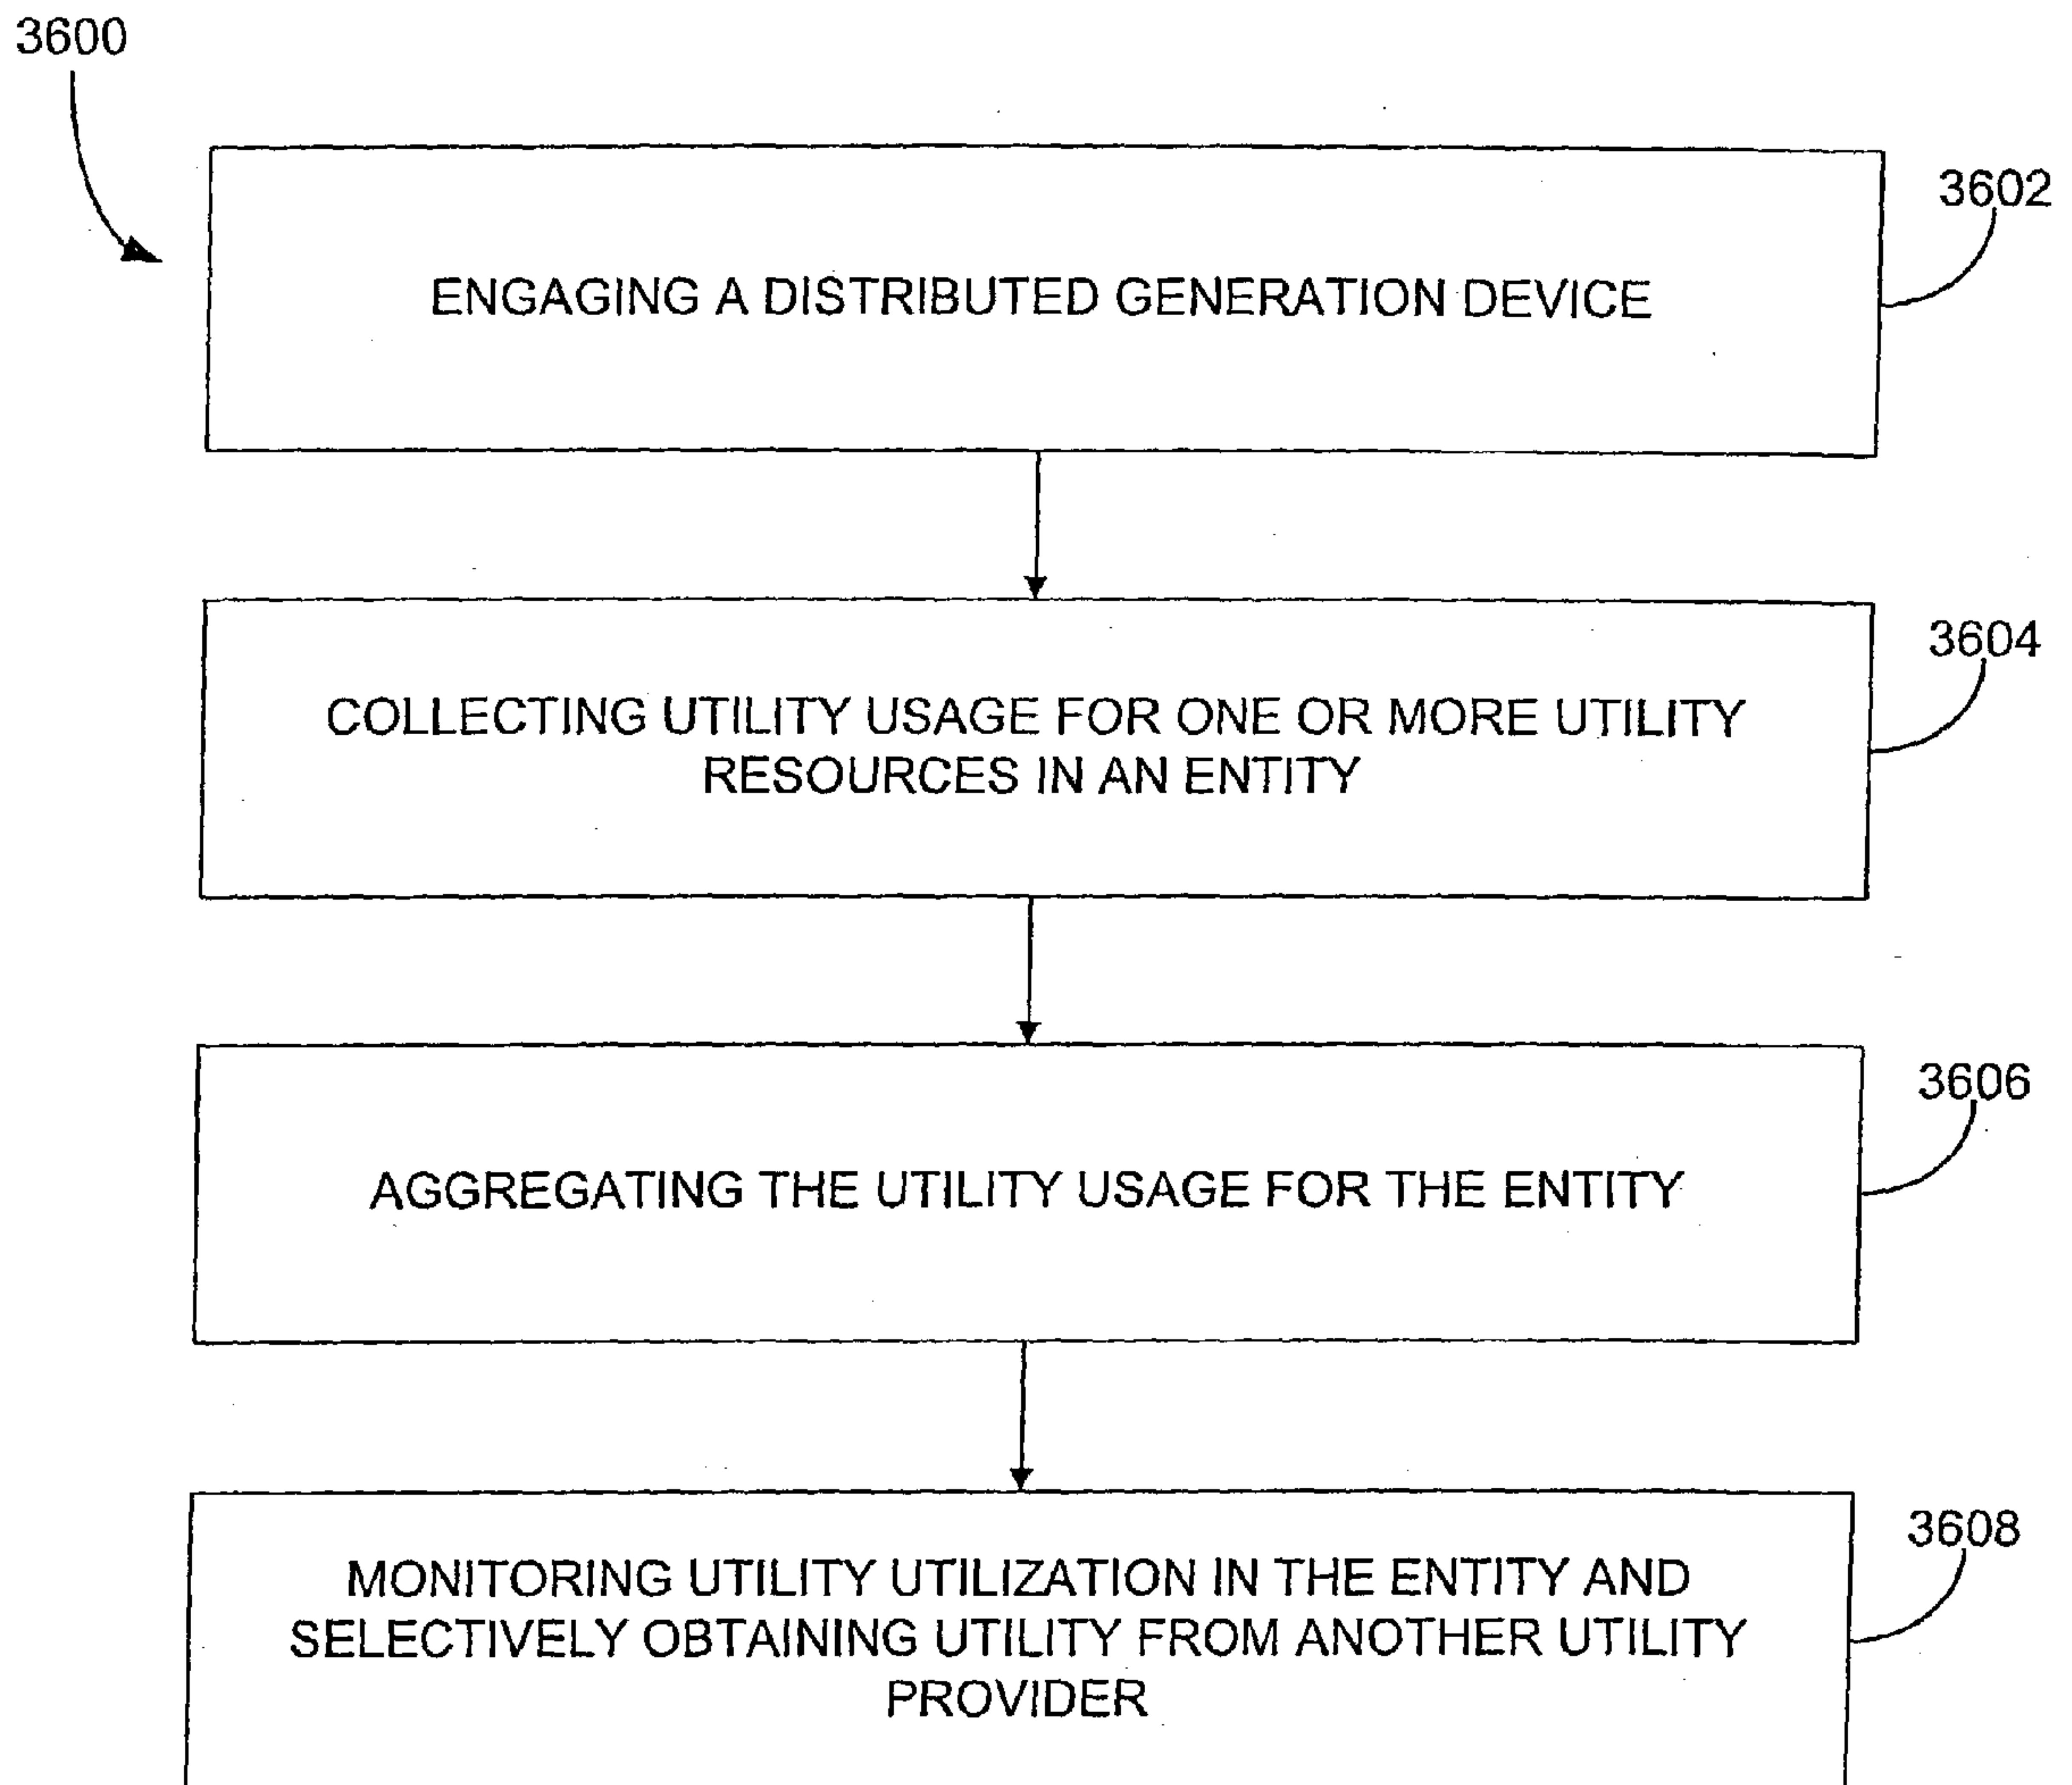 3600
3602
ENGAGING A DISTRIBUTED GENERATION DEVICE
3604
COLLECTING UTILITY USAGE FOR ONE OR MORE UTILITY
RESOURCES IN AN ENTITY
3606
AGGREGATING THE UTILITY USAGE FOR THE ENTITY
3608
MONITORING UTILITY UTILIZATION IN THE ENTITY AND
SELECTIVELY OBTAINING UTILITY FROM ANOTHER UTILITY
PROVIDER